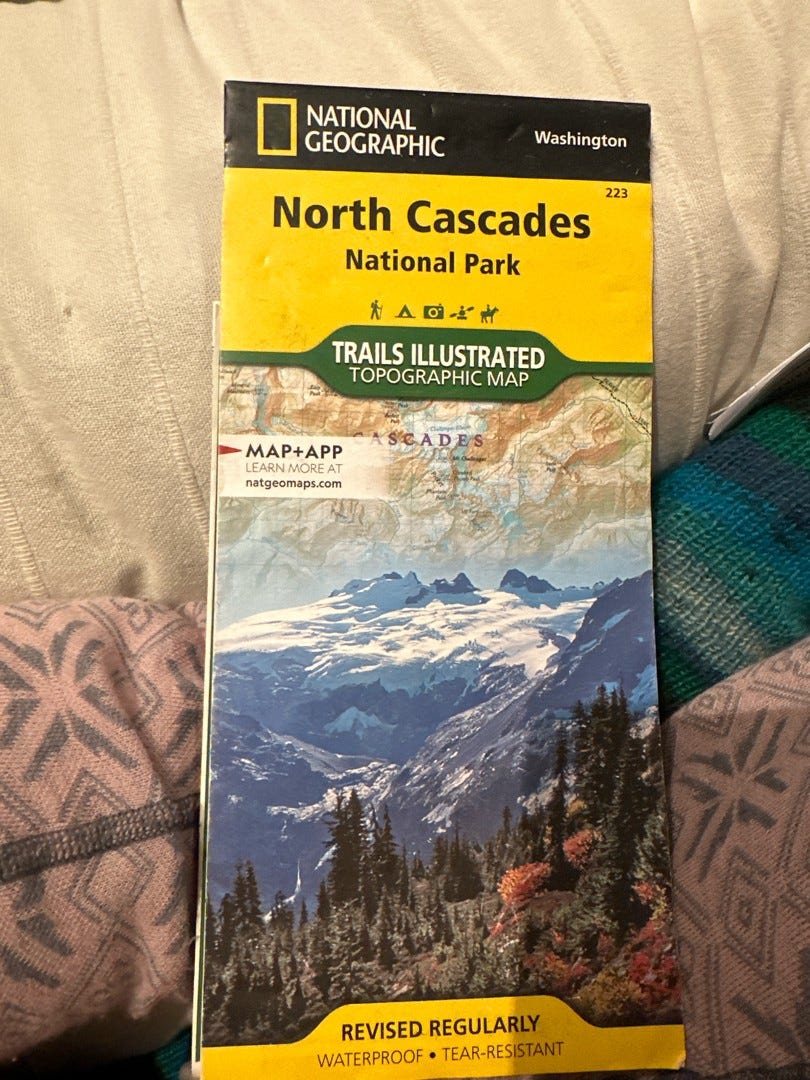 NATIONAL
GEOGRAPHIC
Washington
223
North Cascades
National Park
TRAILS ILLUSTRATED
TOPOGRAPHIC MAP
CASCADES
MAP+APP
LEARN MORE AT
natgeomaps.com
REVISED REGULARLY
WATERPROOF • TEAR-RESISTANT